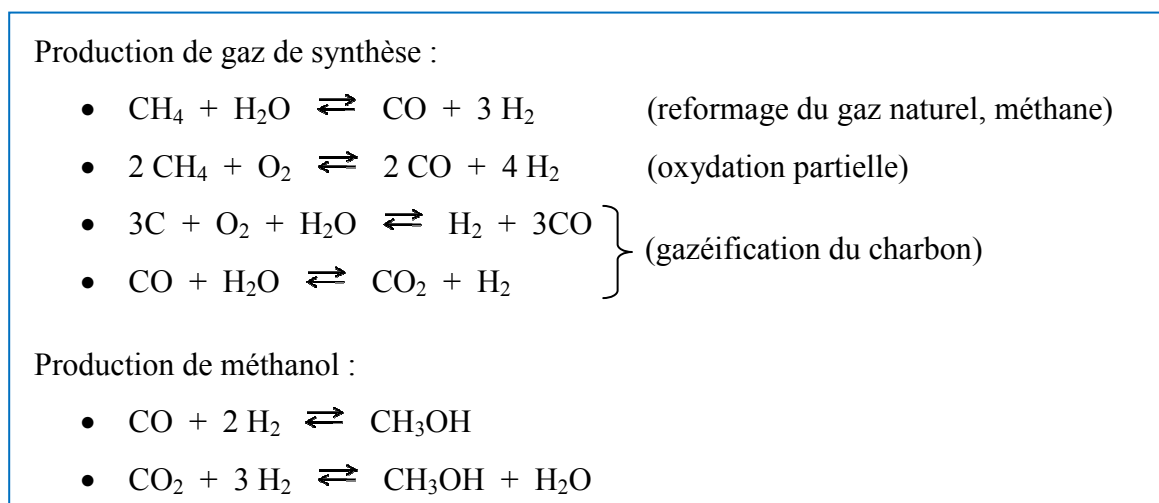 Production de gaz de synthèse :
• CH₄ + H₂O ⇄ CO + 3 H₂ (reformage du gaz naturel, méthane)
• 2 CH₄ + O₂ ⇄ 2 CO + 4 H₂ (oxydation partielle)
• 3C + O₂ + H₂O ⇄ H₂ + 3CO
(gazéification du charbon)
• CO + H₂O ⇄ CO₂ + H₂
Production de méthanol :
• CO + 2 H₂ ⇄ CH₃OH
• CO₂ + 3 H₂ ⇄ CH₃OH + H₂O